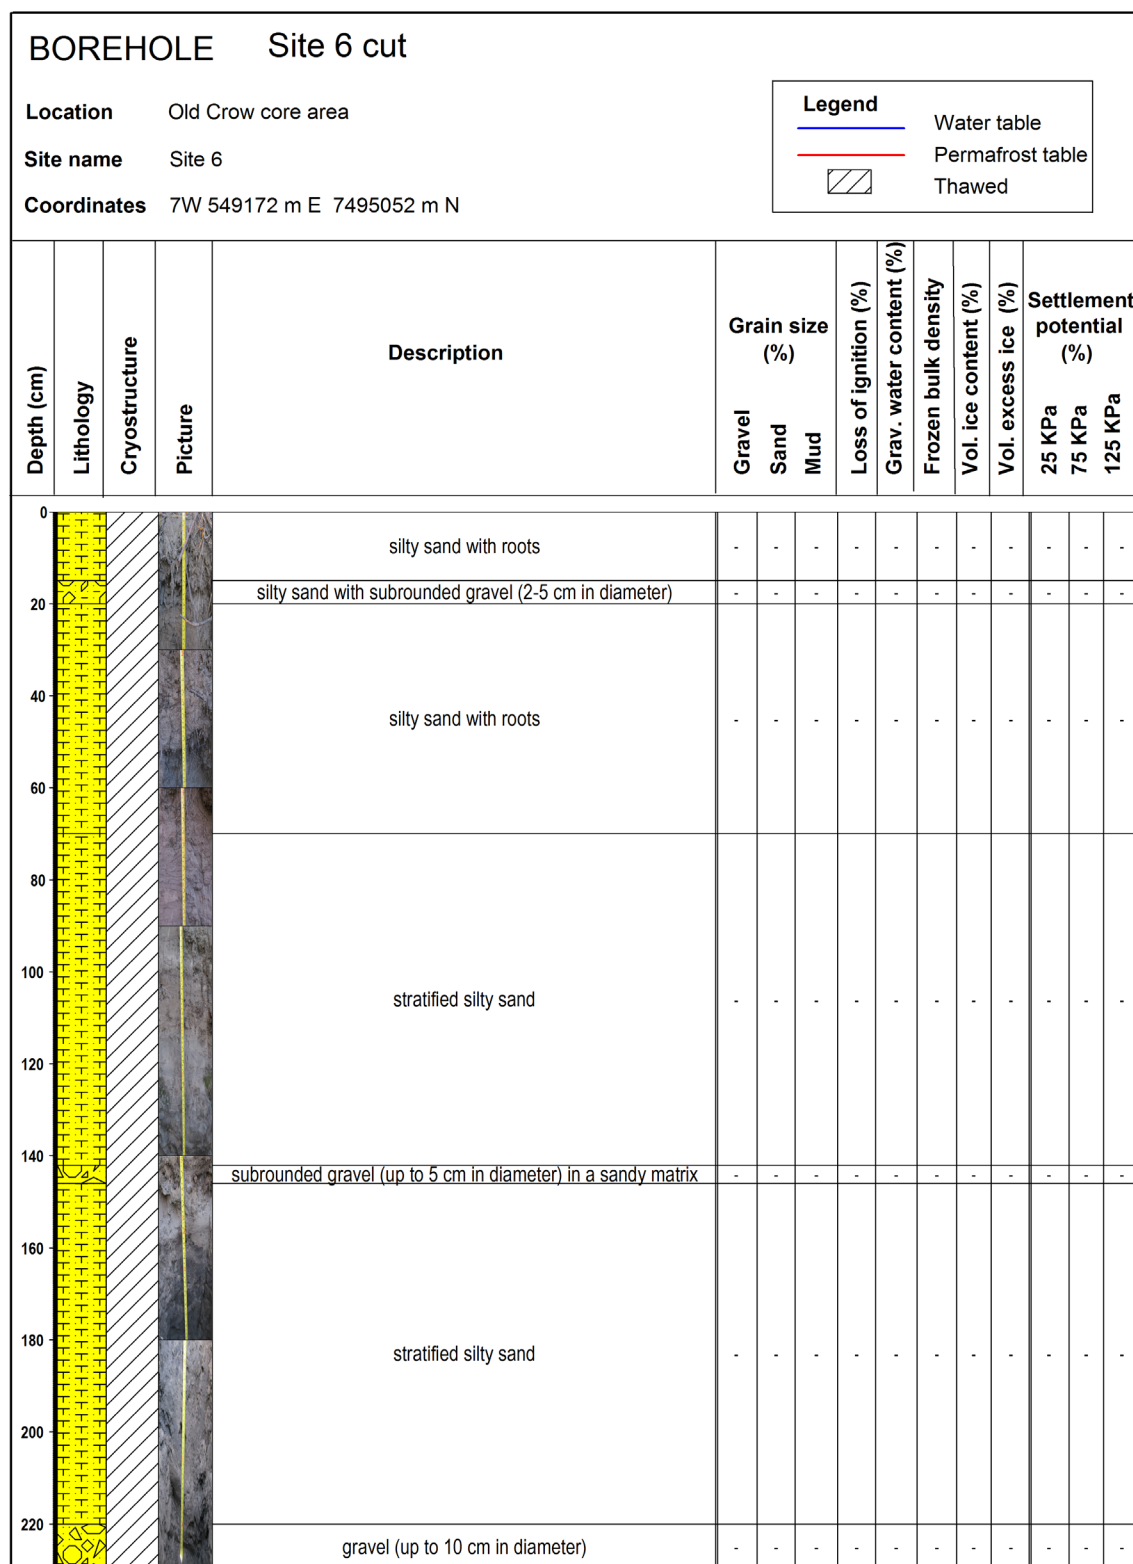 BOREHOLE Site 6 cut
Location Old Crow core area
Site name Site 6
Coordinates 7W 549172 m E 7495052 m N
Legend
Water table
Permafrost table
Thawed
Depth (cm)
Lithology
Cryostructure
Picture
Description
Grain size
(%)
Gravel
Sand
Mud
Loss of ignition (%)
Grav. water content (%)
Frozen bulk density
Vol. ice content (%)
Vol. excess ice (%)
Settlement
potential
(%)
25 KPa
75 KPa
125 KPa
0
silty sand with roots - - - - - - - - - - -
silty sand with subrounded gravel (2-5 cm in diameter) - - - - - - - - - - -
20
40
silty sand with roots - - - - - - - - - - -
60
80
100
stratified silty sand - - - - - - - - - - -
120
140
subrounded gravel (up to 5 cm in diameter) in a sandy matrix - - - - - - - - - - -
160
180
stratified silty sand - - - - - - - - - - -
200
220
gravel (up to 10 cm in diameter) - - - - - - - - - - -